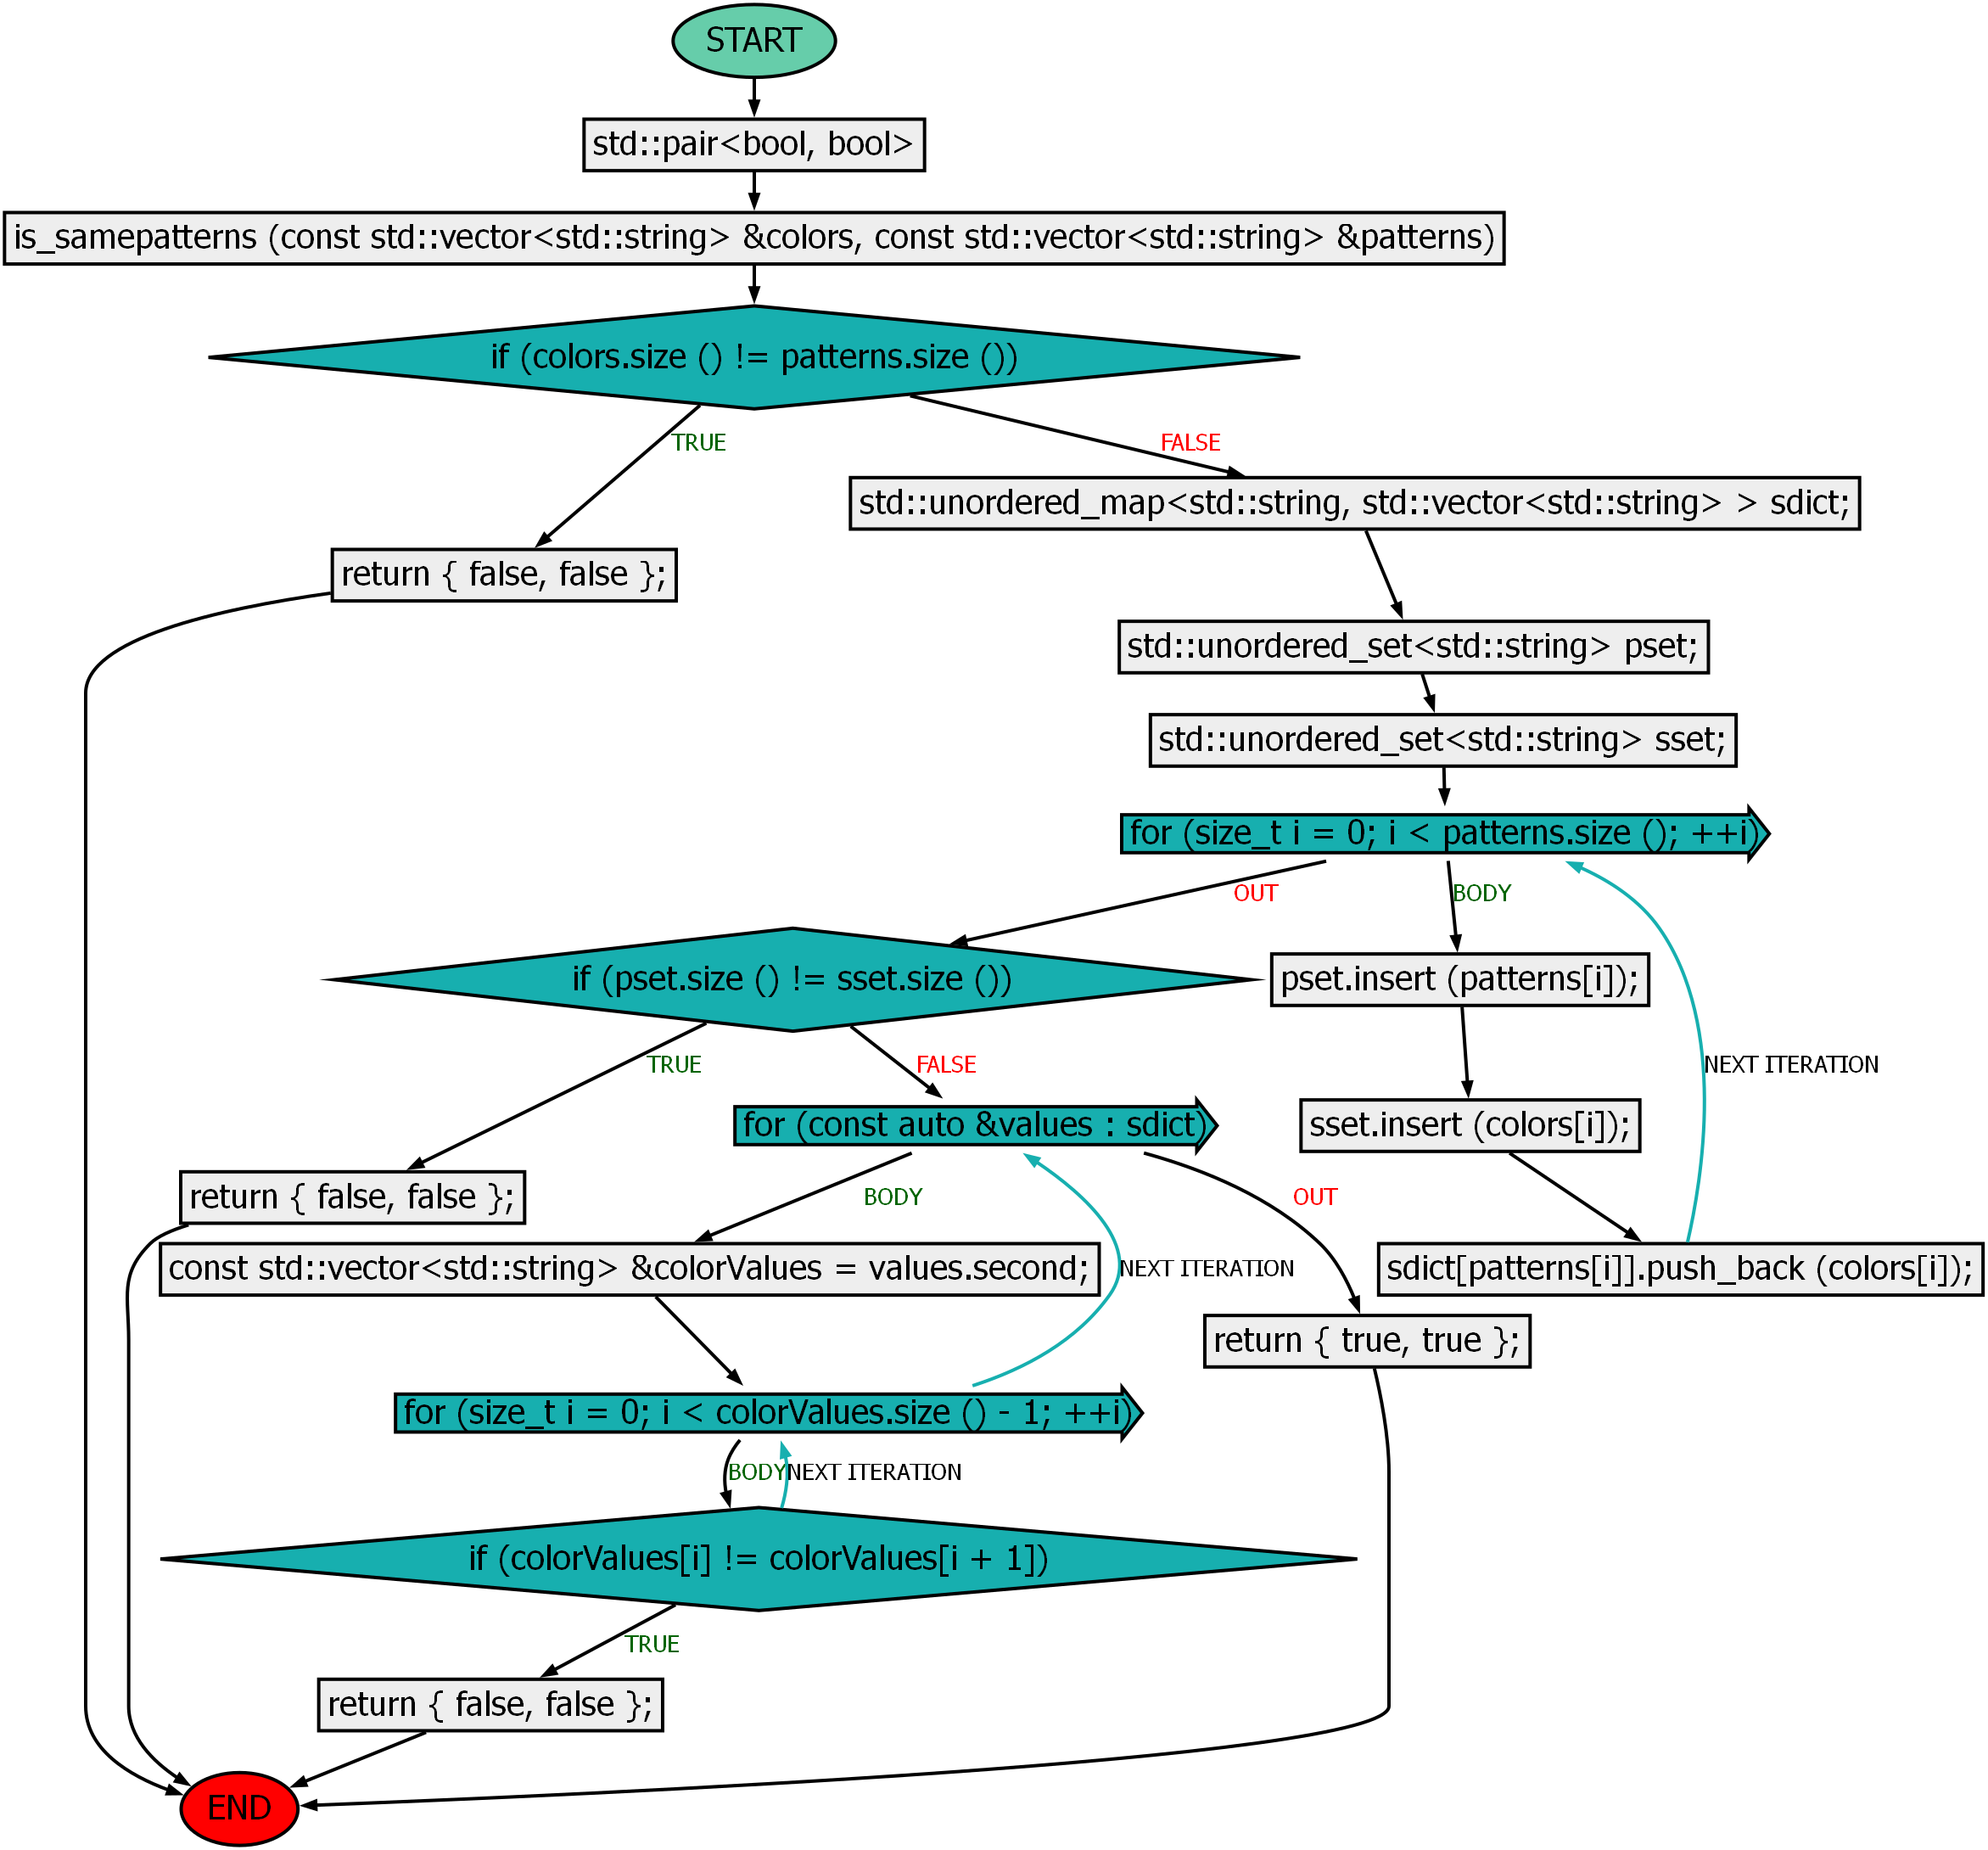 START
std::pair<bool, bool>
is_samepatterns (const std::vector<std::string> &colors, const std::vector<std::string> &patterns)
if (colors.size () != patterns.size ())
TRUE
FALSE
std::unordered_map<std::string, std::vector<std::string> > sdict;
return { false, false };
std::unordered_set<std::string> pset;
std::unordered_set<std::string> sset;
for (size_t i = 0; i < patterns.size (); ++i)
OUT
BODY
if (pset.size () != sset.size ())
pset.insert (patterns[i]);
TRUE
FALSE
NEXT ITERATION
for (const auto &values : sdict)
sset.insert (colors[i]);
return { false, false };
BODY
OUT
const std::vector<std::string> &colorValues = values.second;
NEXT ITERATION
sdict[patterns[i]].push_back (colors[i]);
return { true, true };
for (size_t i = 0; i < colorValues.size () - 1; ++i)
BODY
NEXT ITERATION
if (colorValues[i] != colorValues[i + 1])
TRUE
return { false, false };
END